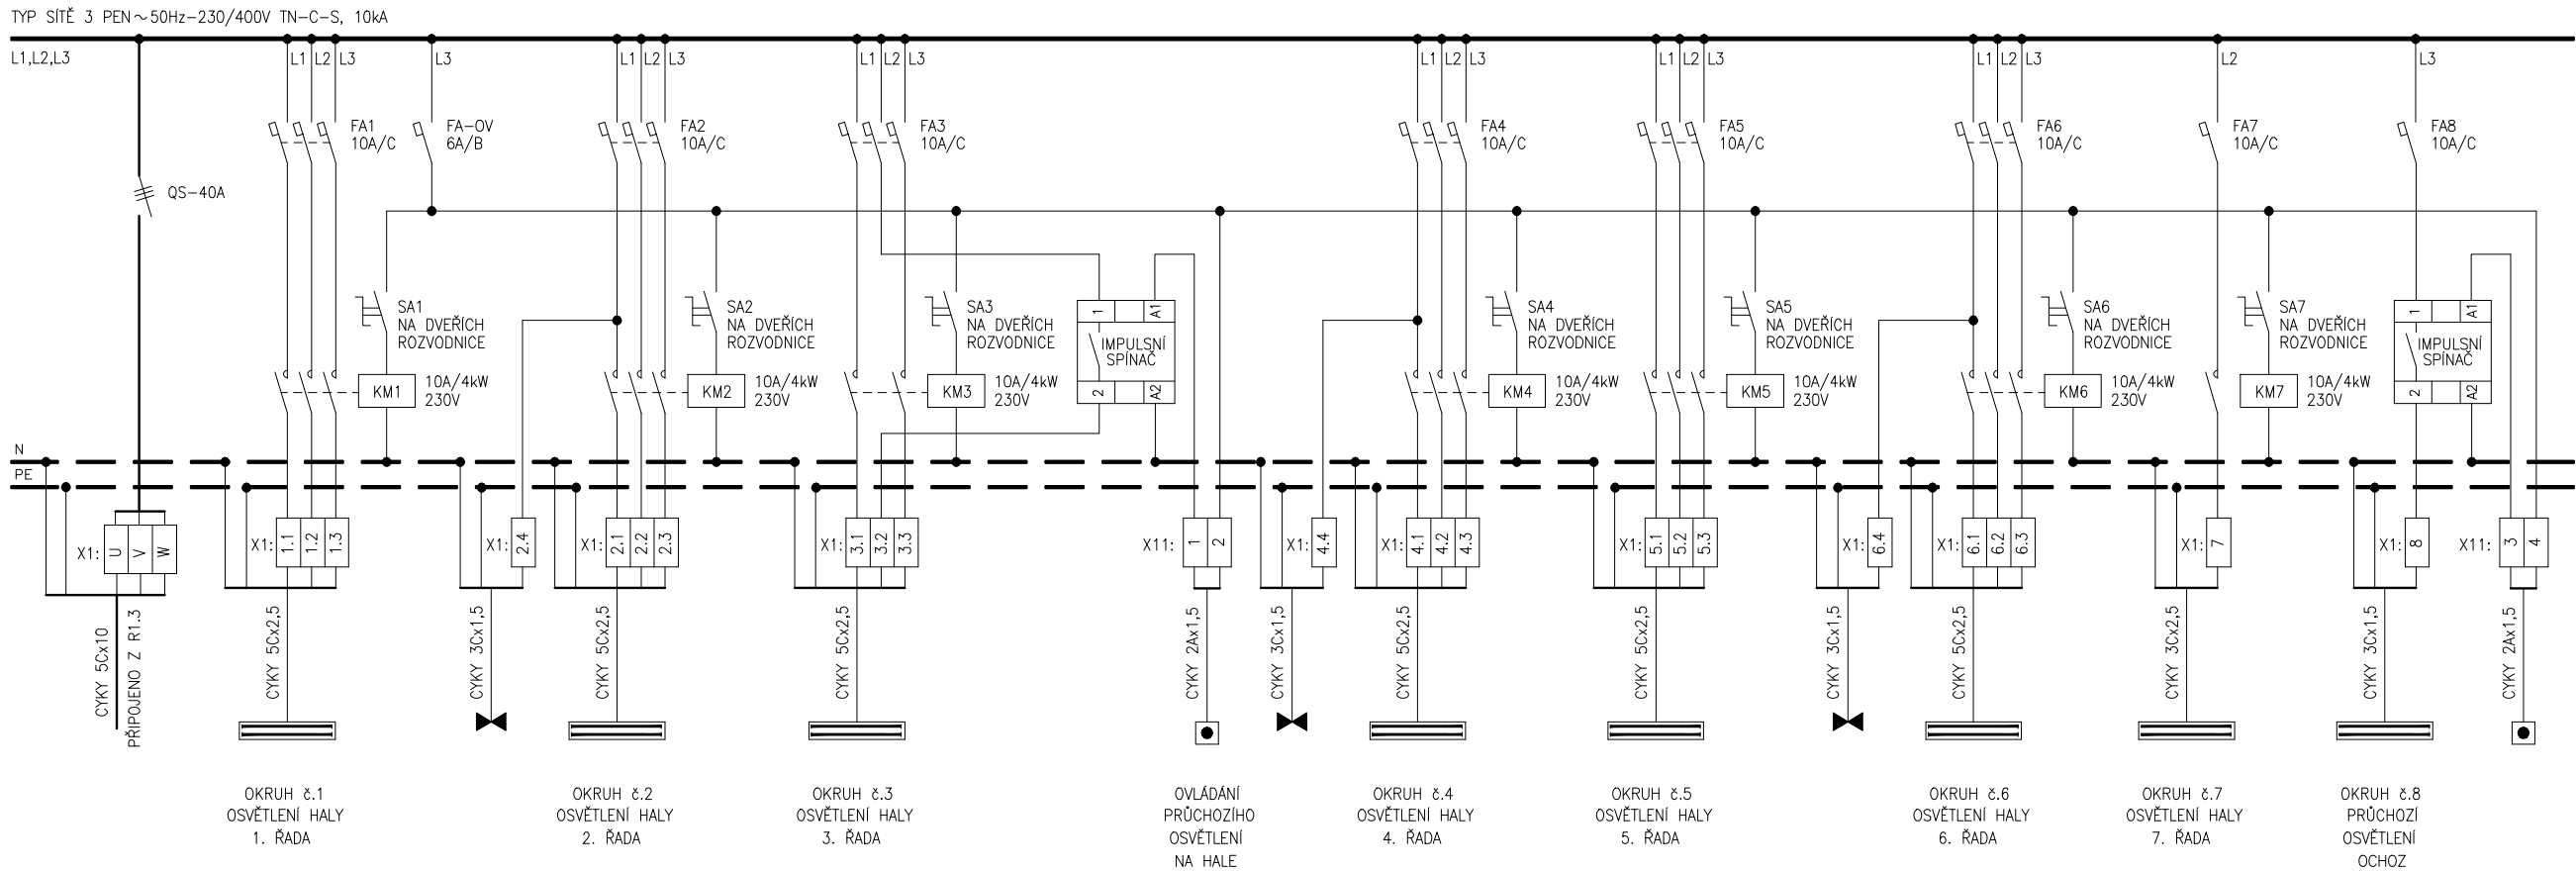 TYP SÍTĚ 3 PEN~50Hz-230/400V TN-C-S, 10kA
L1,L2,L3
L1 L2 L3
L3
L1 L2 L3
L1 L2 L3
L1 L2 L3
L1 L2 L3
L1 L2 L3
L2
L3
FA1
10A/C
FA-OV
6A/B
FA2
10A/C
FA3
10A/C
FA4
10A/C
FA5
10A/C
FA6
10A/C
FA7
10A/C
FA8
10A/C
QS-40A
SA1
NA DVEŘÍCH
ROZVODNICE
SA2
NA DVEŘÍCH
ROZVODNICE
SA3
NA DVEŘÍCH
ROZVODNICE
1 A1
IMPULSNÍ
SPÍNAČ
2 A2
SA4
NA DVEŘÍCH
ROZVODNICE
SA5
NA DVEŘÍCH
ROZVODNICE
SA6
NA DVEŘÍCH
ROZVODNICE
SA7
NA DVEŘÍCH
ROZVODNICE
1 A1
IMPULSNÍ
SPÍNAČ
2 A2
KM1
10A/4kW
230V
KM2
10A/4kW
230V
KM3
10A/4kW
230V
KM4
10A/4kW
230V
KM5
10A/4kW
230V
KM6
10A/4kW
230V
KM7
10A/4kW
230V
N
PE
X1: U V W
X1: 1.1 1.2 1.3
X1: 2.4
X1: 2.1 2.2 2.3
X1: 3.1 3.2 3.3
X11: 1 2
X1: 4.4
X1: 4.1 4.2 4.3
X1: 5.1 5.2 5.3
X1: 6.4
X1: 6.1 6.2 6.3
X1: 7
X1: 8
X11: 3 4
CYKY 5Cx10
PŘIPOJENO Z R1.3
CYKY 5Cx2,5
CYKY 3Cx1,5
CYKY 5Cx2,5
CYKY 5Cx2,5
CYKY 2Ax1,5
CYKY 3Cx1,5
CYKY 5Cx2,5
CYKY 5Cx2,5
CYKY 3Cx1,5
CYKY 5Cx2,5
CYKY 3Cx2,5
CYKY 3Cx1,5
CYKY 2Ax1,5
OKRUH č.1
OSVĚTLENÍ HALY
1. ŘADA
OKRUH č.2
OSVĚTLENÍ HALY
2. ŘADA
OKRUH č.3
OSVĚTLENÍ HALY
3. ŘADA
OVLÁDÁNÍ
PRŮCHOZÍHO
OSVĚTLENÍ
NA HALE
OKRUH č.4
OSVĚTLENÍ HALY
4. ŘADA
OKRUH č.5
OSVĚTLENÍ HALY
5. ŘADA
OKRUH č.6
OSVĚTLENÍ HALY
6. ŘADA
OKRUH č.7
OSVĚTLENÍ HALY
7. ŘADA
OKRUH č.8
PRŮCHOZÍ
OSVĚTLENÍ
OCHOZ